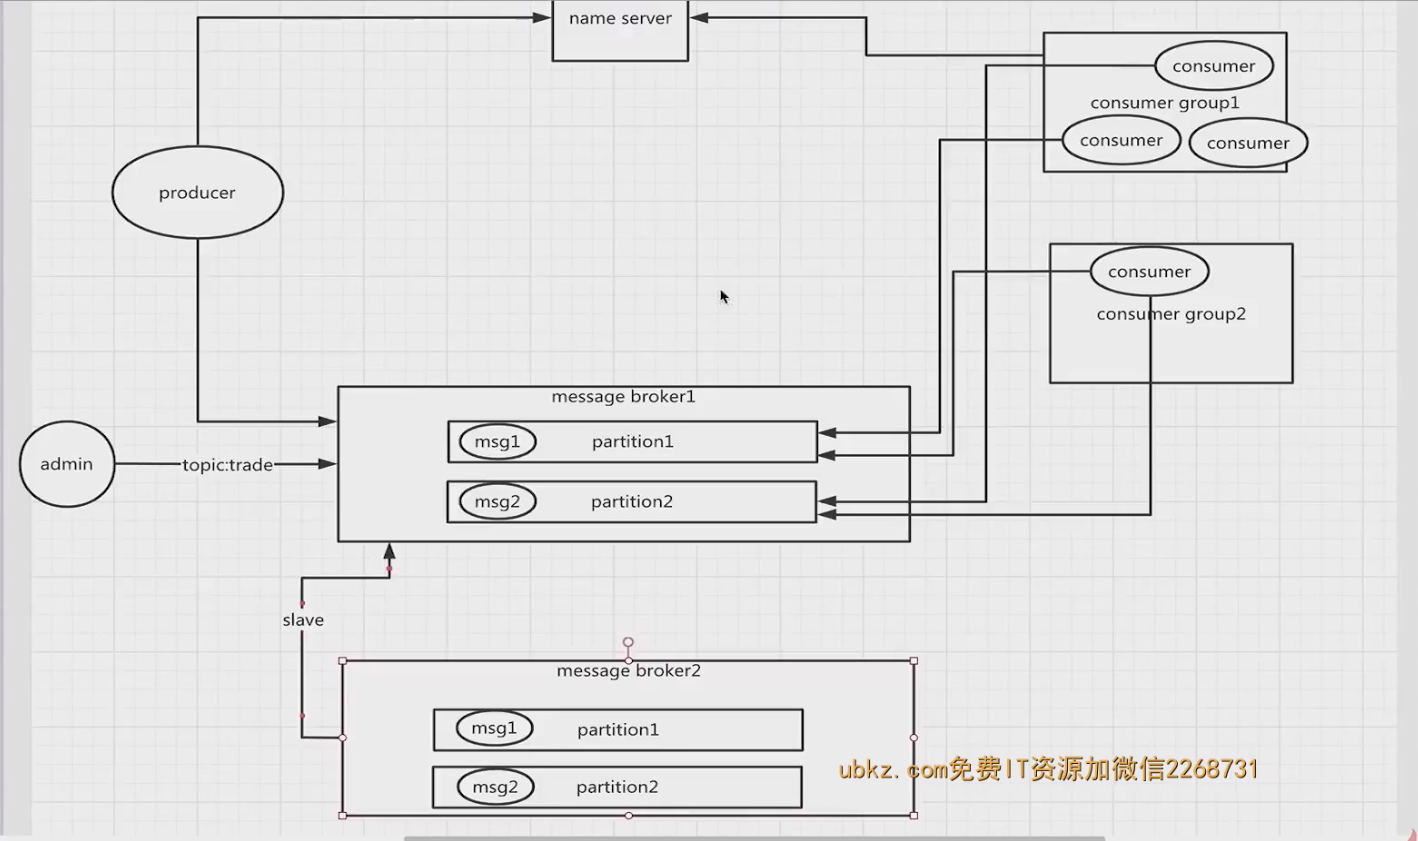 name server
consumer
consumer group1
consumer
consumer
producer
consumer
consumer group2
message broker1
msg1
partition1
admin
topic:trade
msg2
partition2
slave
message broker2
msg1
partition1
ubkz.com免费IT资源加微信2268731
msg2
partition2